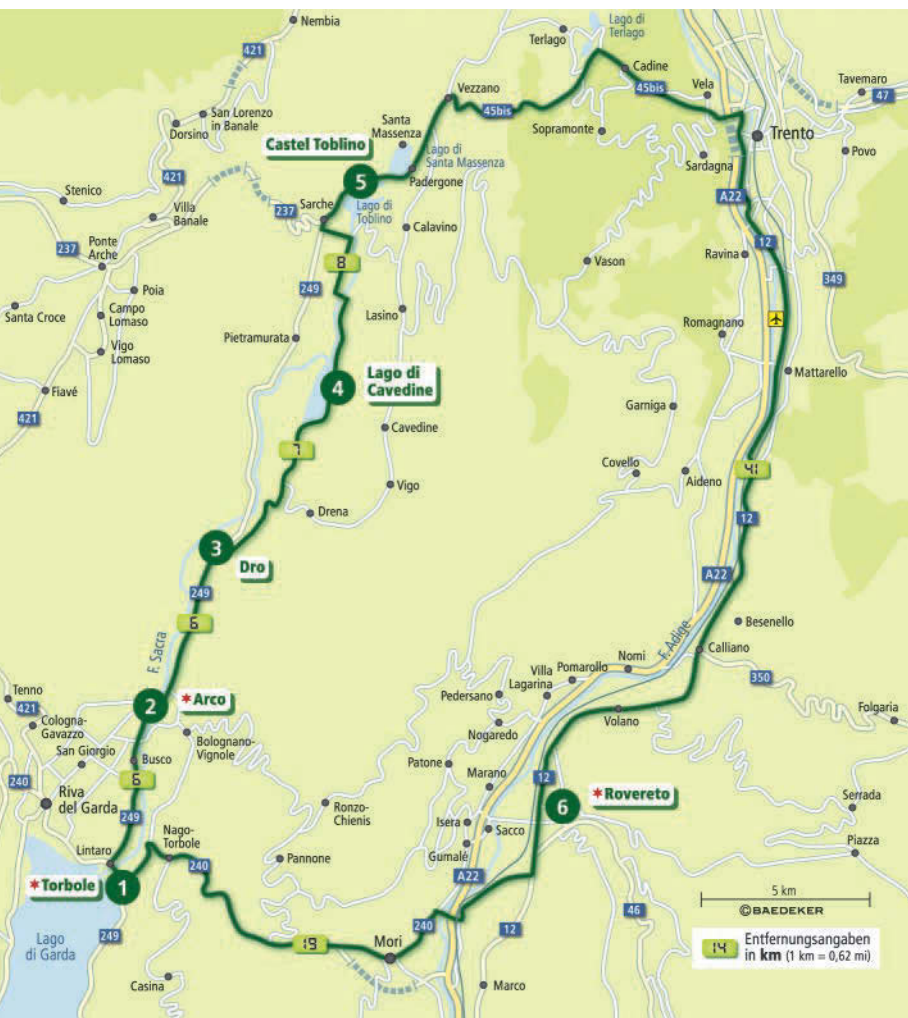 Nembia
421
Lago di
Terlago
Terlago
Cadine
Vezzano
45bis
45bis
Vela
Tavernaro
47
San Lorenzo
in Banale
Dorsino
Santa
Massenza
Sopramonte
Trento
Castel Toblino
Lago di
Santa Massenza
Sardagna
Povo
421
5
Padergone
Stenico
Lago di
Toblino
A22
Villa
Banale
237
Sarche
Calavino
237
Ponte
Arche
12
Ravina
8
Vason
349
Poia
249
Santa Croce
Campo
Lomaso
Lasino
Romagnano
Pietramurata
Vigo
Lomaso
Mattarello
4
Lago di
Cavedine
Fiavé
421
Garniga
Cavedine
7
Covello
41
Aideno
Vigo
Drena
12
3
Dro
A22
249
6
Besenello
F. Sacra
F. Adige
Calliano
Nomi
Villa
Lagarina
Pomarollo
350
Tenno
421
2
*Arco
Pedersano
Folgaria
Cologna-
Gavazzo
Volano
Bolognano-
Vignole
Nogaredo
San Giorgio
Busco
Patone
6
Marano
12
240
Riva
del Garda
*Rovereto
6
Ronzo-
Chienis
Serrada
249
Isera
Sacco
Nago-
Torbole
Piazza
Lintaro
Gumalé
Pannone
240
A22
*Torbole
1
5 km
©BAEDEKER
46
249
240
12
Lago
di Garda
19
Mori
14
Entfernungsangaben
in km (1 km = 0,62 mi)
Casina
Marco